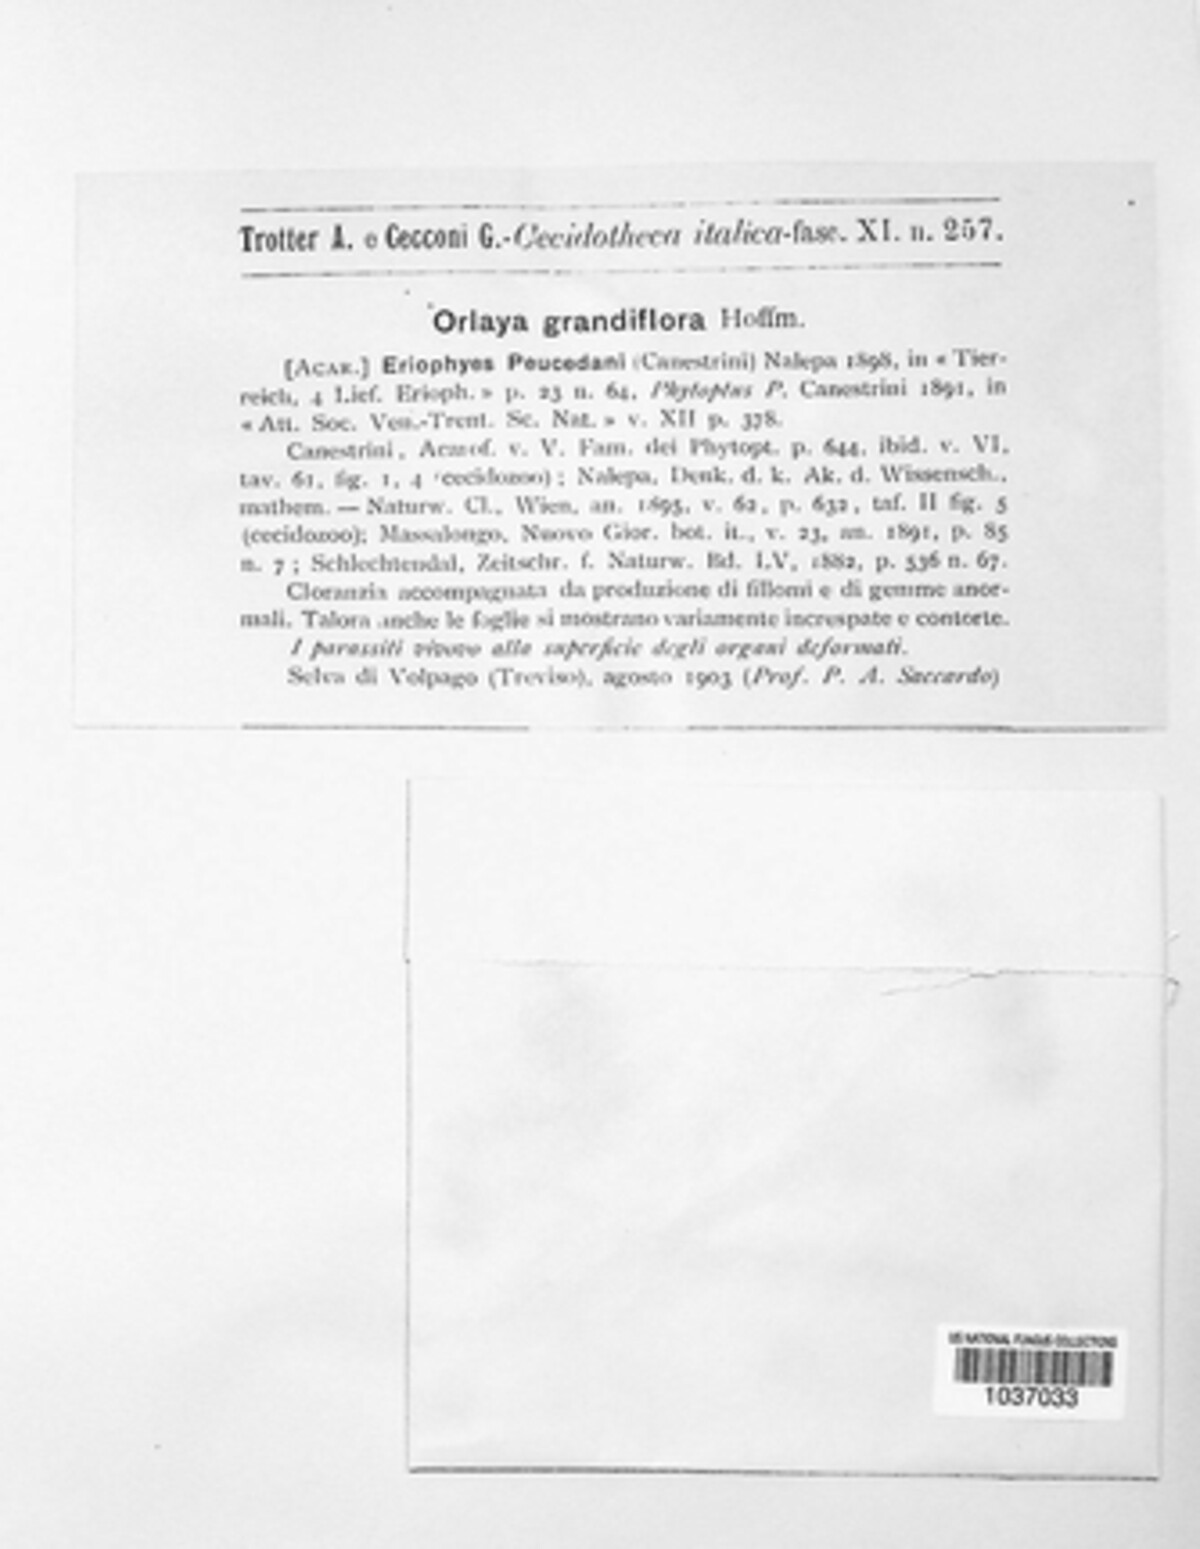 Trotter A. e Cecconi G.-Cecidotheca italica-fasc. XI. n. 257.
Orlaya grandiflora Hoffm.
[ACAR.] Eriophyes Peucedani (Canestrini) Nalepa 1898, in « Tier-
reich, 4 Lief. Erioph. » p. 23 n. 64, Phytoptus P. Canestrini 1891, in
« Att. Soc. Ven.-Trent. Sc. Nat. » v. XII p. 378.
Canestrini, Acarof. v. V. Fam. dei Phytopt. p. 644, ibid. v. VI,
tav. 61, fig. 1, 4 (cecidozoo) ; Nalepa, Denk. d. k. Ak. d. Wissensch.,
mathem. — Naturw. Cl., Wien, an. 1895, v. 62, p. 632, taf. II fig. 5
(cecidozoo); Massalongo, Nuovo Gior. bot. it., v. 23, an. 1891, p. 85
n. 7 ; Schlechtendal, Zeitschr. f. Naturw. Bd. LV, 1882, p. 536 n. 67.
Cloranzia accompagnata da produzione di fillomi e di gemme anor-
mali. Talora anche le foglie si mostrano variamente increspate e contorte.
I parassiti vivono alla superficie degli organi deformati.
Selva di Volpago (Treviso), agosto 1903 (Prof. P. A. Saccardo)
US NATIONAL FUNGUS COLLECTIONS
1037033